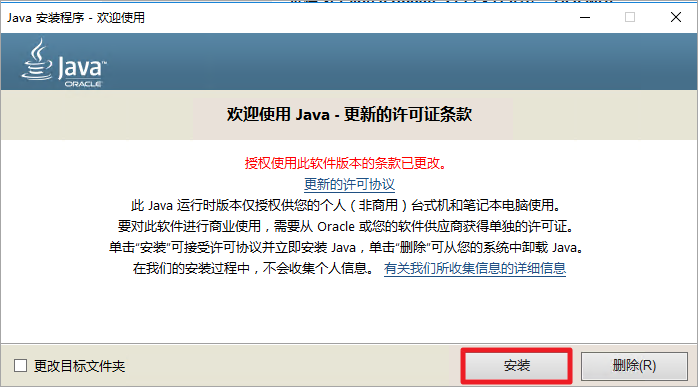 Java 安装程序 - 欢迎使用
Java™
ORACLE
欢迎使用 Java - 更新的许可证条款
授权使用此软件版本的条款已更改。
更新的许可协议
此 Java 运行时版本仅授权供您的个人（非商用）台式机和笔记本电脑使用。
要对此软件进行商业使用，需要从 Oracle 或您的软件供应商获得单独的许可证。
单击“安装”可接受许可协议并立即安装 Java，单击“删除”可从您的系统中卸载 Java。
在我们的安装过程中，不会收集个人信息。 有关我们所收集信息的详细信息
更改目标文件夹
安装
删除(R)